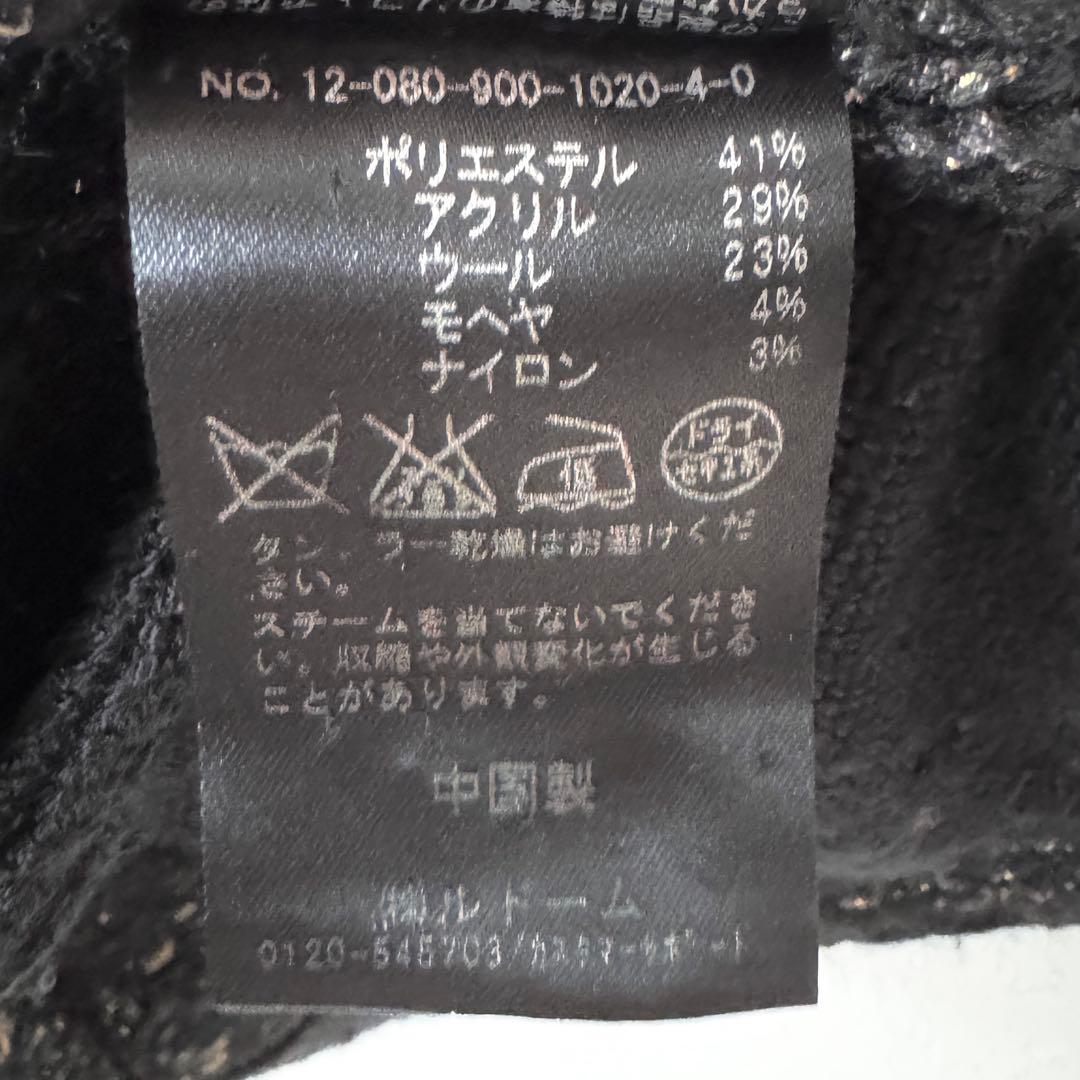 NO. 12-080-900-1020-4-0
ポリエステル 41%
アクリル 29%
ウール 23%
モヘヤ 4%
ナイロン 3%
低 ドライ
タンブラー乾燥はお避けくだ
さい。
スチームを当てないでくださ
い。収縮や外観変化が生じる
ことがあります。
中国製
㈱ルドーム
0120-545703/カスタマーサポート